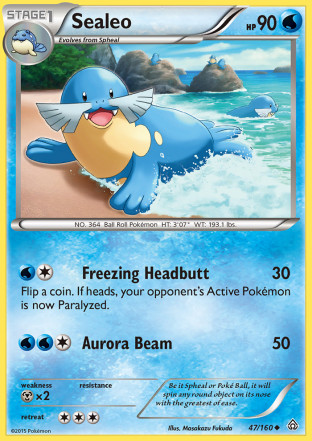 STAGE1
Sealeo
HP90
Evolves from Spheal
NO. 364 Ball Roll Pokémon HT: 3'07" WT: 193.1 lbs.
Freezing Headbutt 30
Flip a coin. If heads, your opponent's Active Pokémon
is now Paralyzed.
Aurora Beam 50
weakness resistance
×2
Be it Spheal or Poké Ball, it will
spin any round object on its nose
with the greatest of ease.
retreat
©2015 Pokémon
Illus. Masakazu Fukuda
47/160